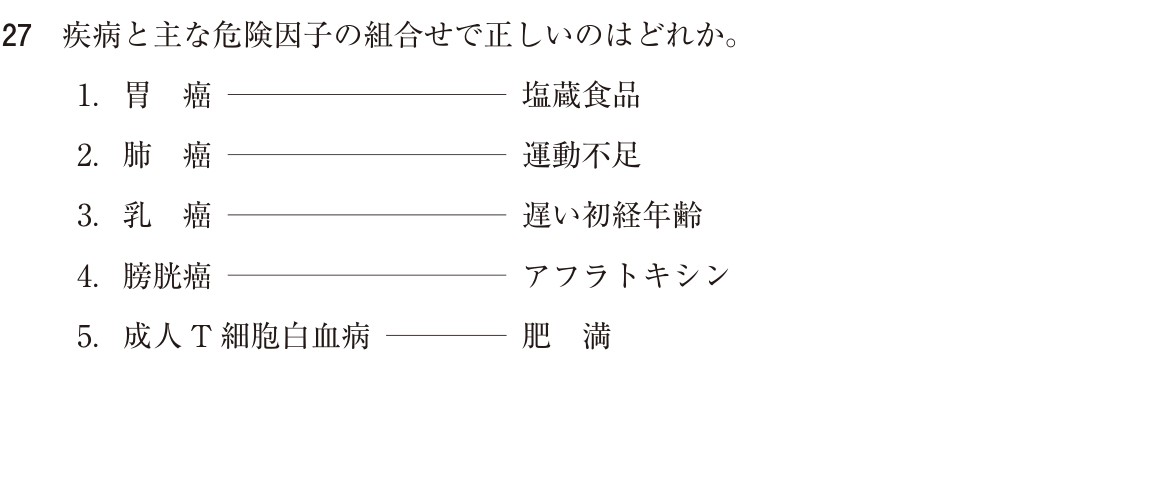 27 疾病と主な危険因子の組合せで正しいのはどれか。
1. 胃 癌 ―――― 塩蔵食品
2. 肺 癌 ―――― 運動不足
3. 乳 癌 ―――― 遅い初経年齢
4. 膀胱癌 ―――― アフラトキシン
5. 成人T細胞白血病 ―――― 肥 満